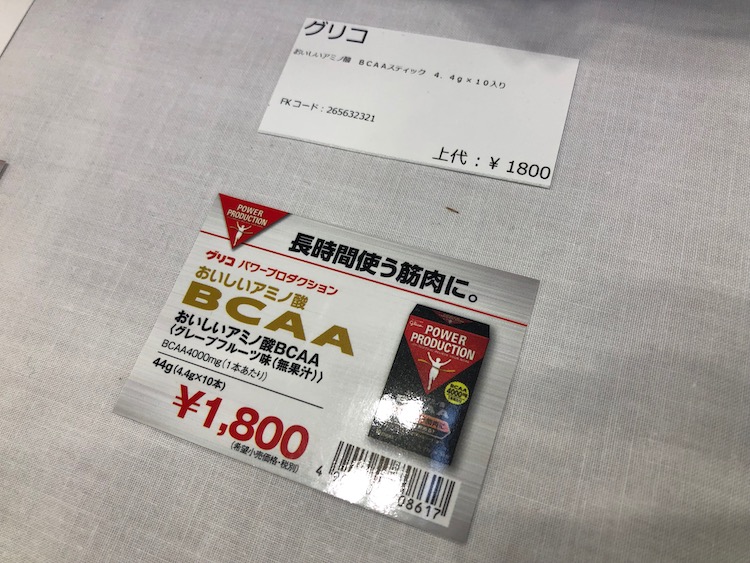 グリコ
おいしいアミノ酸 BCAAスティック 4.4g×10入り
FKコード:265632321
上代:¥1800
POWER
PRODUCTION
長時間使う筋肉に。
グリコ パワープロダクション
おいしいアミノ酸
BCAA
おいしいアミノ酸BCAA
〈グレープフルーツ味(無果汁)〉
BCAA4000mg(1本あたり)
44g(4.4g×10本)
¥1,800
(希望小売価格・税別)
Glico
POWER
PRODUCTION
BCAA
4000mg
4
08617